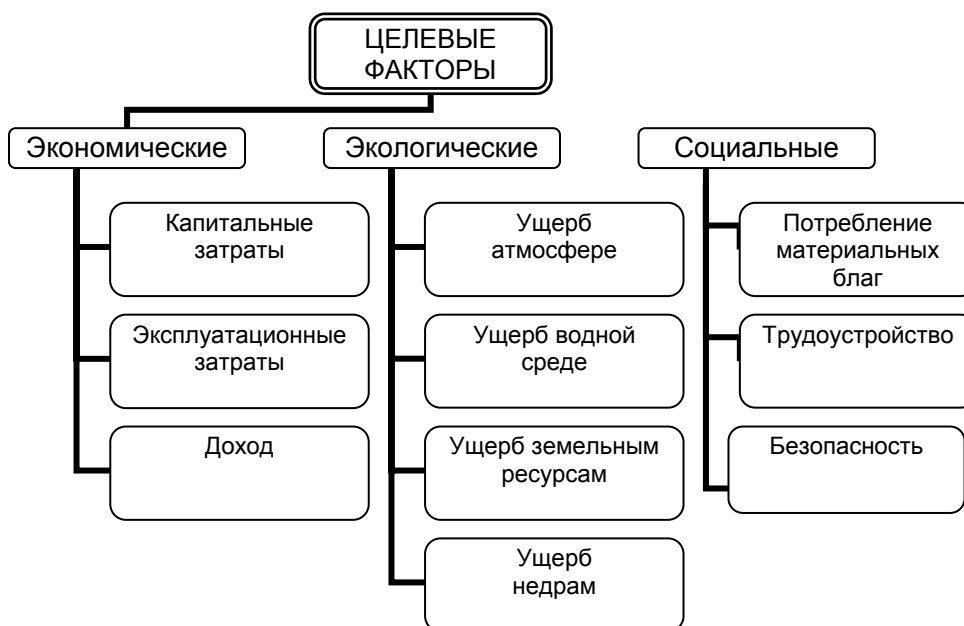 ЦЕЛЕВЫЕ
ФАКТОРЫ
Экономические
Экологические
Социальные
Капитальные
затраты
Эксплуатационные
затраты
Доход
Ущерб
атмосфере
Ущерб водной
среде
Ущерб земельным
ресурсам
Ущерб
недрам
Потребление
материальных
благ
Трудоустройство
Безопасность